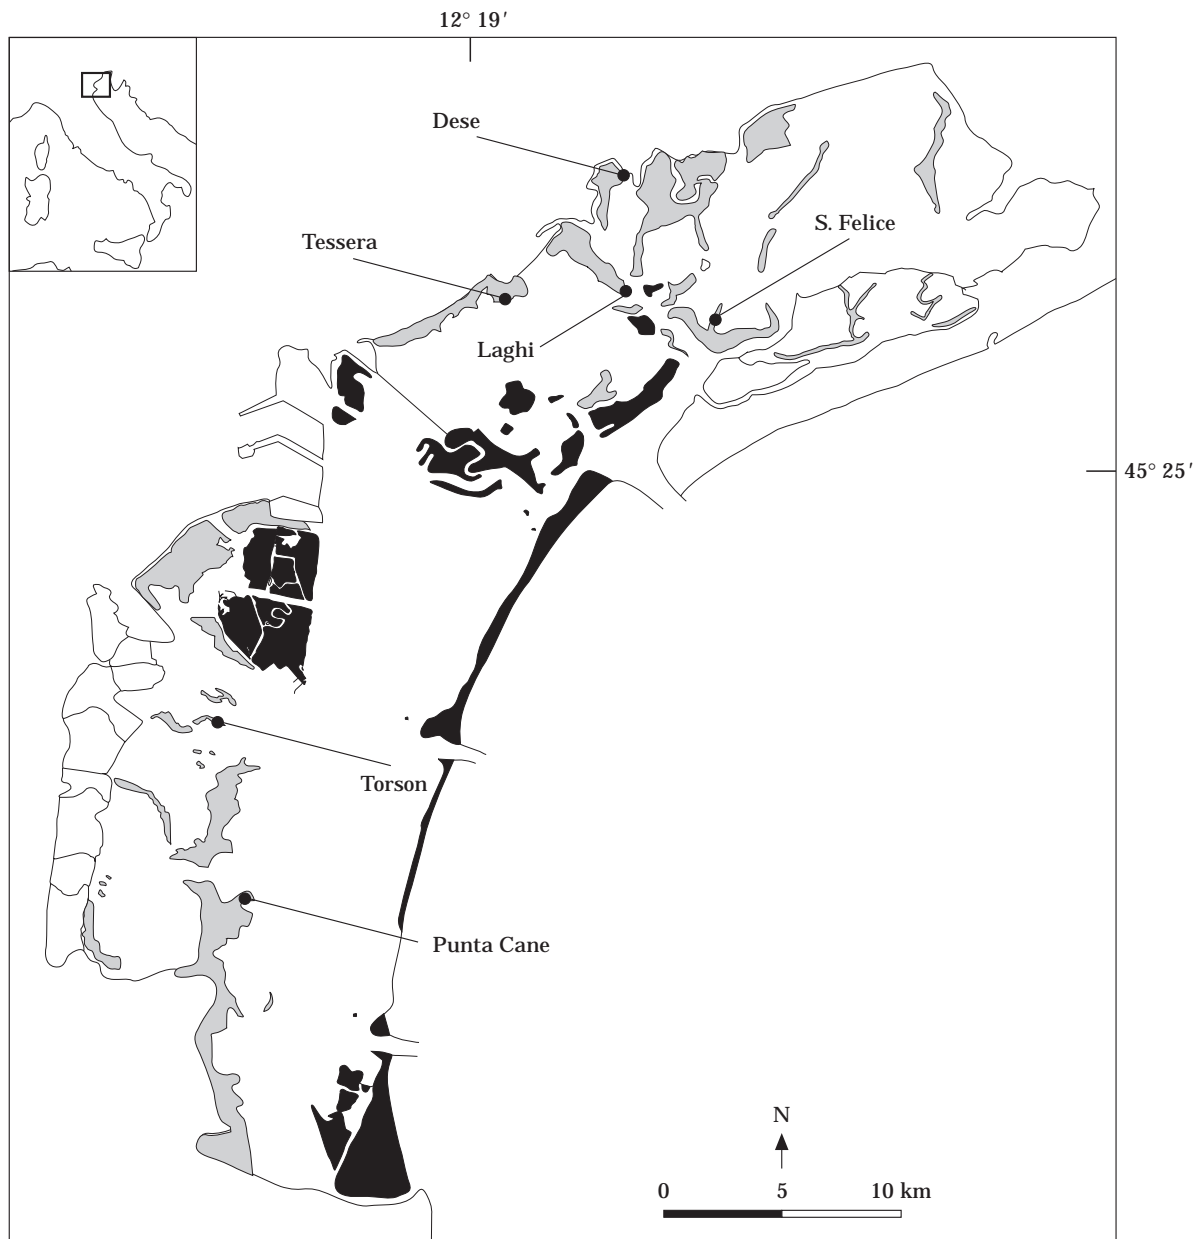 12° 19′
Dese
S. Felice
Tessera
Laghi
45° 25′
Torson
Punta Cane
N
0 5 10 km